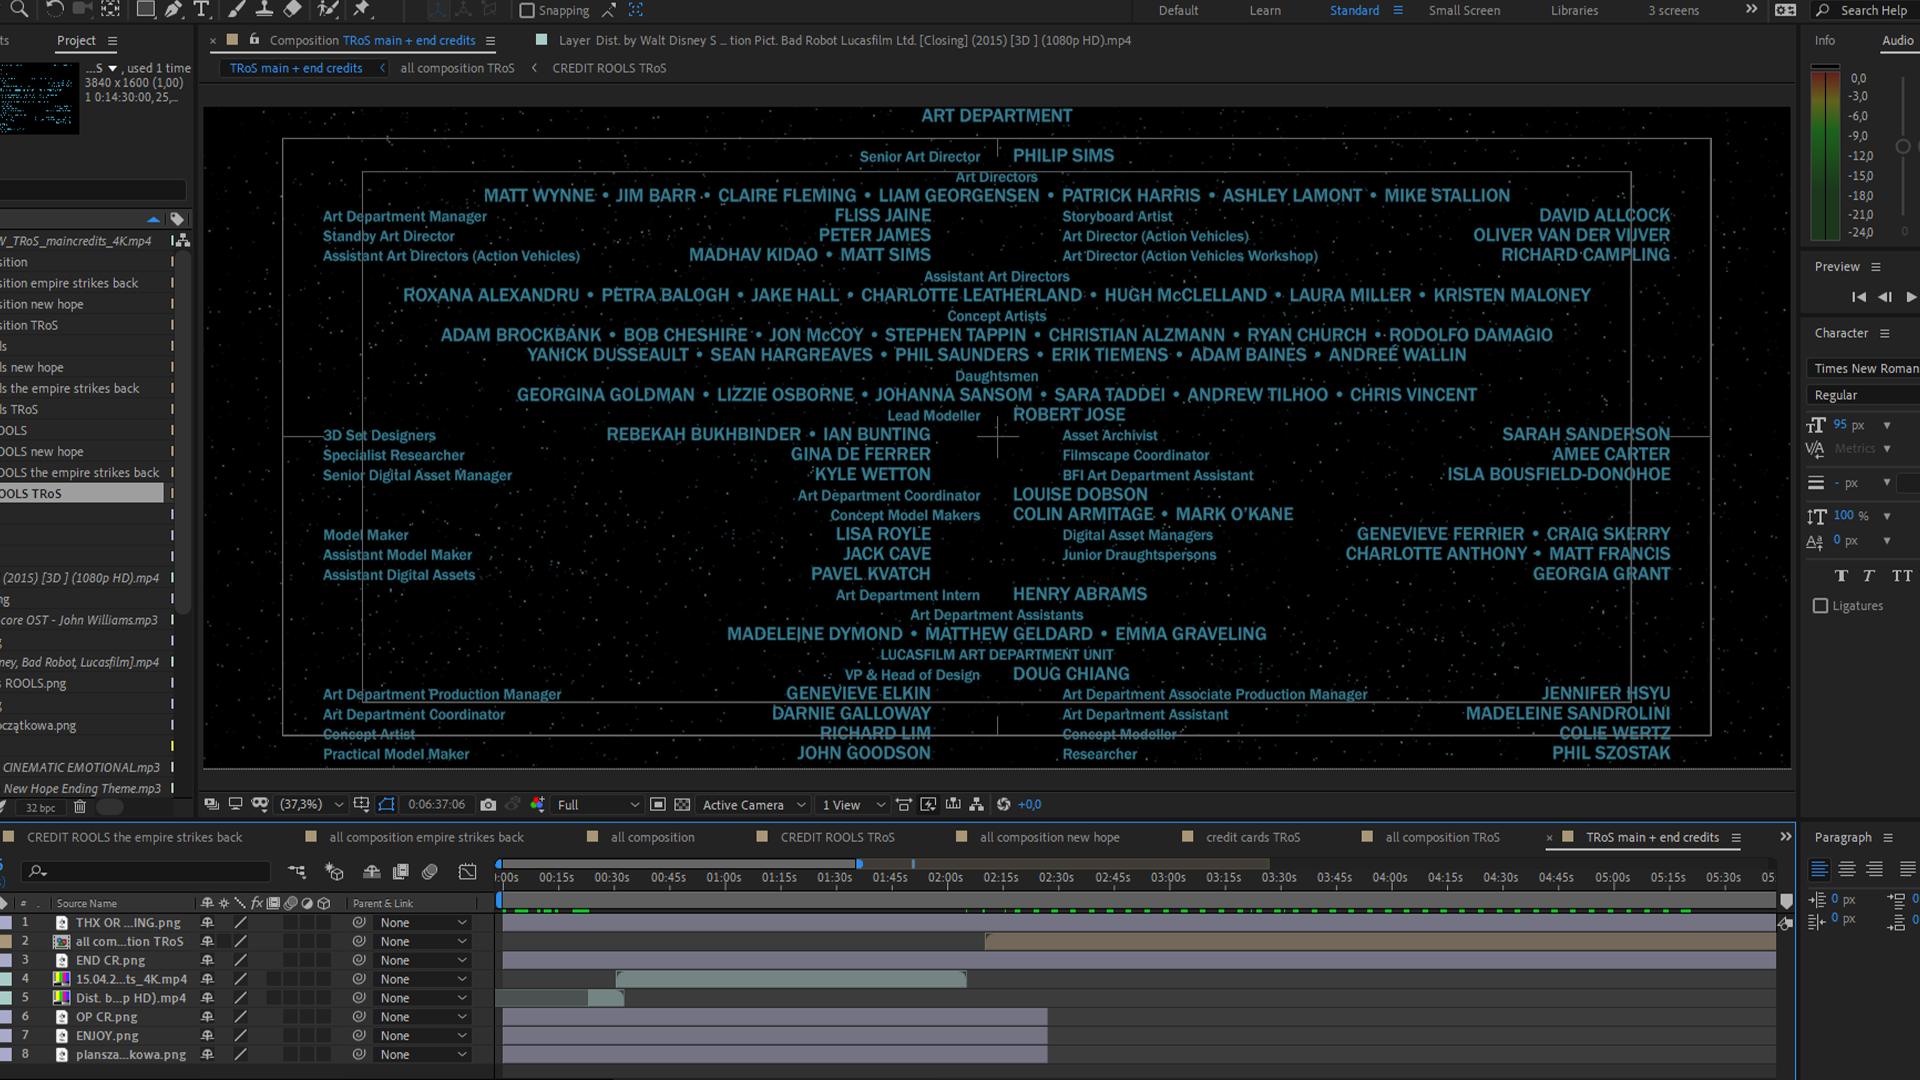 Snapping
Default
Learn
Standard
Small Screen
Libraries
3 screens
Search Help
ts
Project
Composition TRoS main + end credits
Layer Dist. by Walt Disney S ... tion Pict. Bad Robot Lucasfilm Ltd. [Closing] (2015) [3D ] (1080p HD).mp4
Info
Audio
...S , used 1 time
3840 x 1600 (1,00)
1 0:14:30:00, 25,...
TRoS main + end credits
all composition TRoS
CREDIT ROOLS TRoS
0,0
-3,0
-6,0
-9,0
-12,0
-15,0
-18,0
-21,0
-24,0
0
ART DEPARTMENT
Senior Art Director PHILIP SIMS
Art Directors
MATT WYNNE • JIM BARR • CLAIRE FLEMING • LIAM GEORGENSEN • PATRICK HARRIS • ASHLEY LAMONT • MIKE STALLION
Art Department Manager FLISS JAINE Storyboard Artist DAVID ALLCOCK
Standby Art Director PETER JAMES Art Director (Action Vehicles) OLIVER VAN DER VIJVER
Assistant Art Directors (Action Vehicles) MADHAV KIDAO • MATT SIMS Art Director (Action Vehicles Workshop) RICHARD CAMPLING
Assistant Art Directors
ROXANA ALEXANDRU • PETRA BALOGH • JAKE HALL • CHARLOTTE LEATHERLAND • HUGH McCLELLAND • LAURA MILLER • KRISTEN MALONEY
Concept Artists
ADAM BROCKBANK • BOB CHESHIRE • JON McCOY • STEPHEN TAPPIN • CHRISTIAN ALZMANN • RYAN CHURCH • RODOLFO DAMAGIO
YANICK DUSSEAULT • SEAN HARGREAVES • PHIL SAUNDERS • ERIK TIEMENS • ADAM BAINES • ANDREÉ WALLIN
Daughtsmen
GEORGINA GOLDMAN • LIZZIE OSBORNE • JOHANNA SANSOM • SARA TADDEI • ANDREW TILHOO • CHRIS VINCENT
Lead Modeller ROBERT JOSE
3D Set Designers REBEKAH BUKHBINDER • IAN BUNTING Asset Archivist SARAH SANDERSON
Specialist Researcher GINA DE FERRER Filmscape Coordinator AMEE CARTER
Senior Digital Asset Manager KYLE WETTON BFI Art Department Assistant ISLA BOUSFIELD-DONOHOE
Art Department Coordinator LOUISE DOBSON
Concept Model Makers COLIN ARMITAGE • MARK O'KANE
Model Maker LISA ROYLE Digital Asset Managers GENEVIEVE FERRIER • CRAIG SKERRY
Assistant Model Maker JACK CAVE Junior Draughtspersons CHARLOTTE ANTHONY • MATT FRANCIS
Assistant Digital Assets PAVEL KVATCH GEORGIA GRANT
Art Department Intern HENRY ABRAMS
Art Department Assistants
MADELEINE DYMOND • MATTHEW GELDARD • EMMA GRAVELING
LUCASFILM ART DEPARTMENT UNIT
VP & Head of Design DOUG CHIANG
Art Department Production Manager GENEVIEVE ELKIN Art Department Associate Production Manager JENNIFER HSYU
Art Department Coordinator DARNIE GALLOWAY Art Department Assistant MADELEINE SANDROLINI
Concept Artist RICHARD LIM Concept Modeller COLIE WERTZ
Practical Model Maker JOHN GOODSON Researcher PHIL SZOSTAK
_TRoS_maincredits_4K.mp4
sition
sition empire strikes back
sition new hope
sition TRoS
ls
ls new hope
ls the empire strikes back
ls TRoS
OOLS
OOLS new hope
OOLS the empire strikes back
OOLS TRoS
(2015) [3D ] (1080p HD).mp4
ng
core OST - John Williams.mp3
ney, Bad Robot, Lucasfilm].mp4
s ROOLS.png
oczątkowa.png
CINEMATIC EMOTIONAL.mp3
New Hope Ending Theme.mp3
32 bpc
Preview
Character
Times New Roman
Regular
95 px
Metrics
- px
100 %
0 px
T T TT
Ligatures
(37,3%)
0:06:37:06
Full
Active Camera
1 View
+0,0
CREDIT ROOLS the empire strikes back
all composition empire strikes back
all composition
CREDIT ROOLS TRoS
all composition new hope
credit cards TRoS
all composition TRoS
TRoS main + end credits
Paragraph
0 px
0 px
:00s 00:15s 00:30s 00:45s 01:00s 01:15s 01:30s 01:45s 02:00s 02:15s 02:30s 02:45s 03:00s 03:15s 03:30s 03:45s 04:00s 04:15s 04:30s 04:45s 05:00s 05:15s 05:30s 05:
# Source Name fx Parent & Link
1 THX OR ...ING.png None
2 all com...tion TRoS None
3 END CR.png None
4 15.04.2...ts_4K.mp4 None
5 Dist. b...p HD).mp4 None
6 OP CR.png None
7 ENJOY.png None
8 plansza...kowa.png None